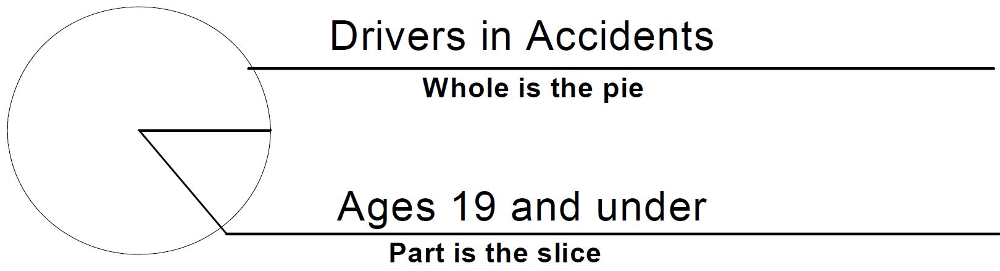 Drivers in Accidents
Whole is the pie
Ages 19 and under
Part is the slice